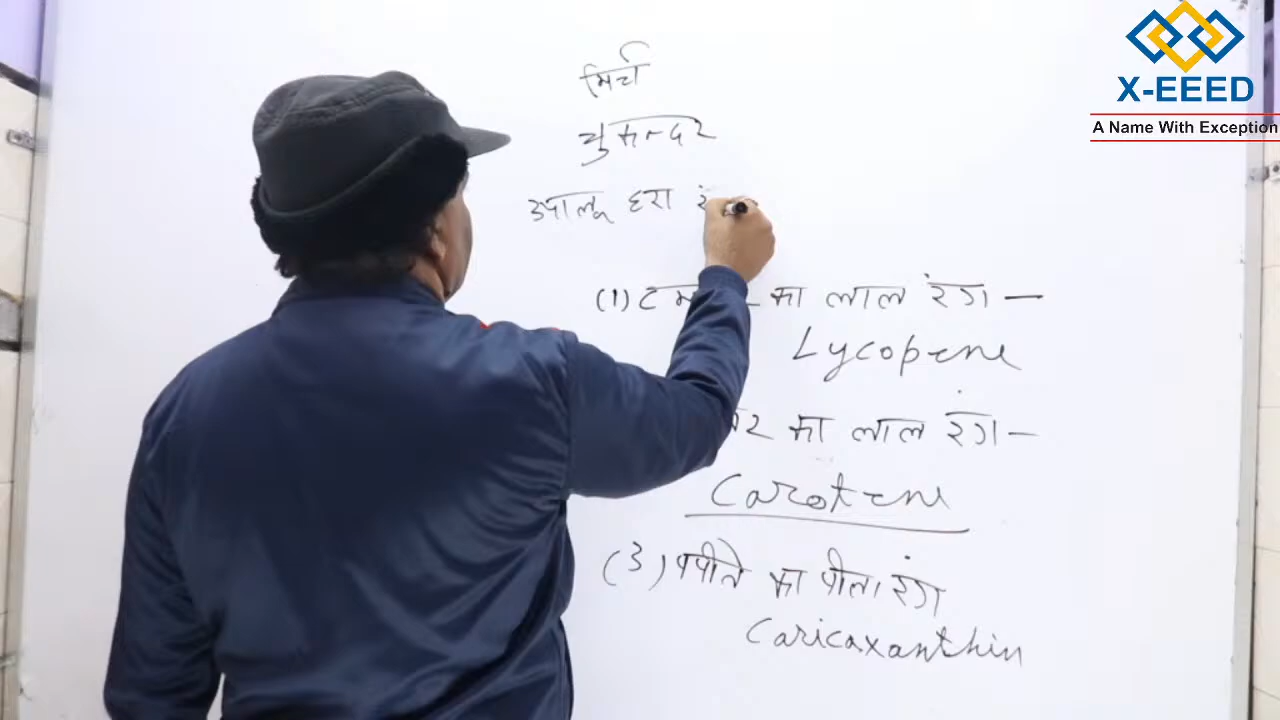 X-EEED
A Name With Exception
मिर्च
चुकन्दर
आलू हरा
(1) का लाल रंग —
Lycopene
का लाल रंग —
Carotene
(3) पपीते का पीला रंग
Caricaxanthin